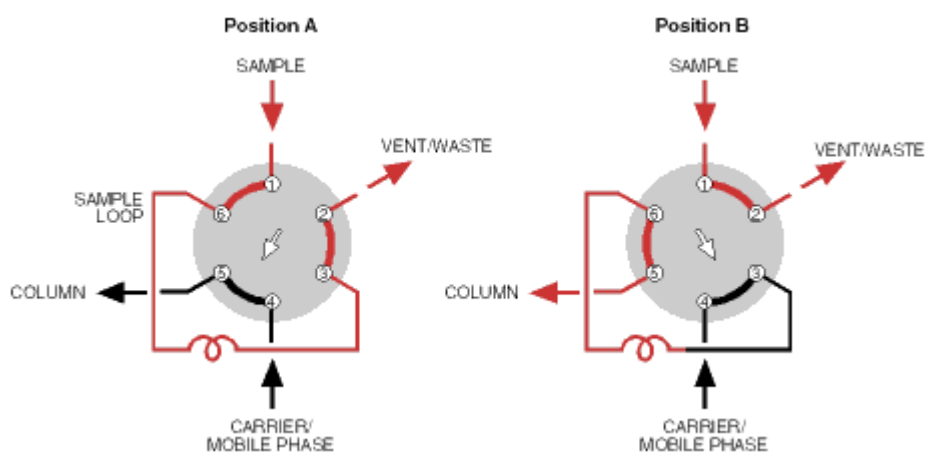 Position A
SAMPLE
VENT/WASTE
1
2
3
4
5
6
SAMPLE
LOOP
COLUMN
CARRIER/
MOBILE PHASE
Position B
SAMPLE
VENT/WASTE
1
2
3
4
5
6
COLUMN
CARRIER/
MOBILE PHASE